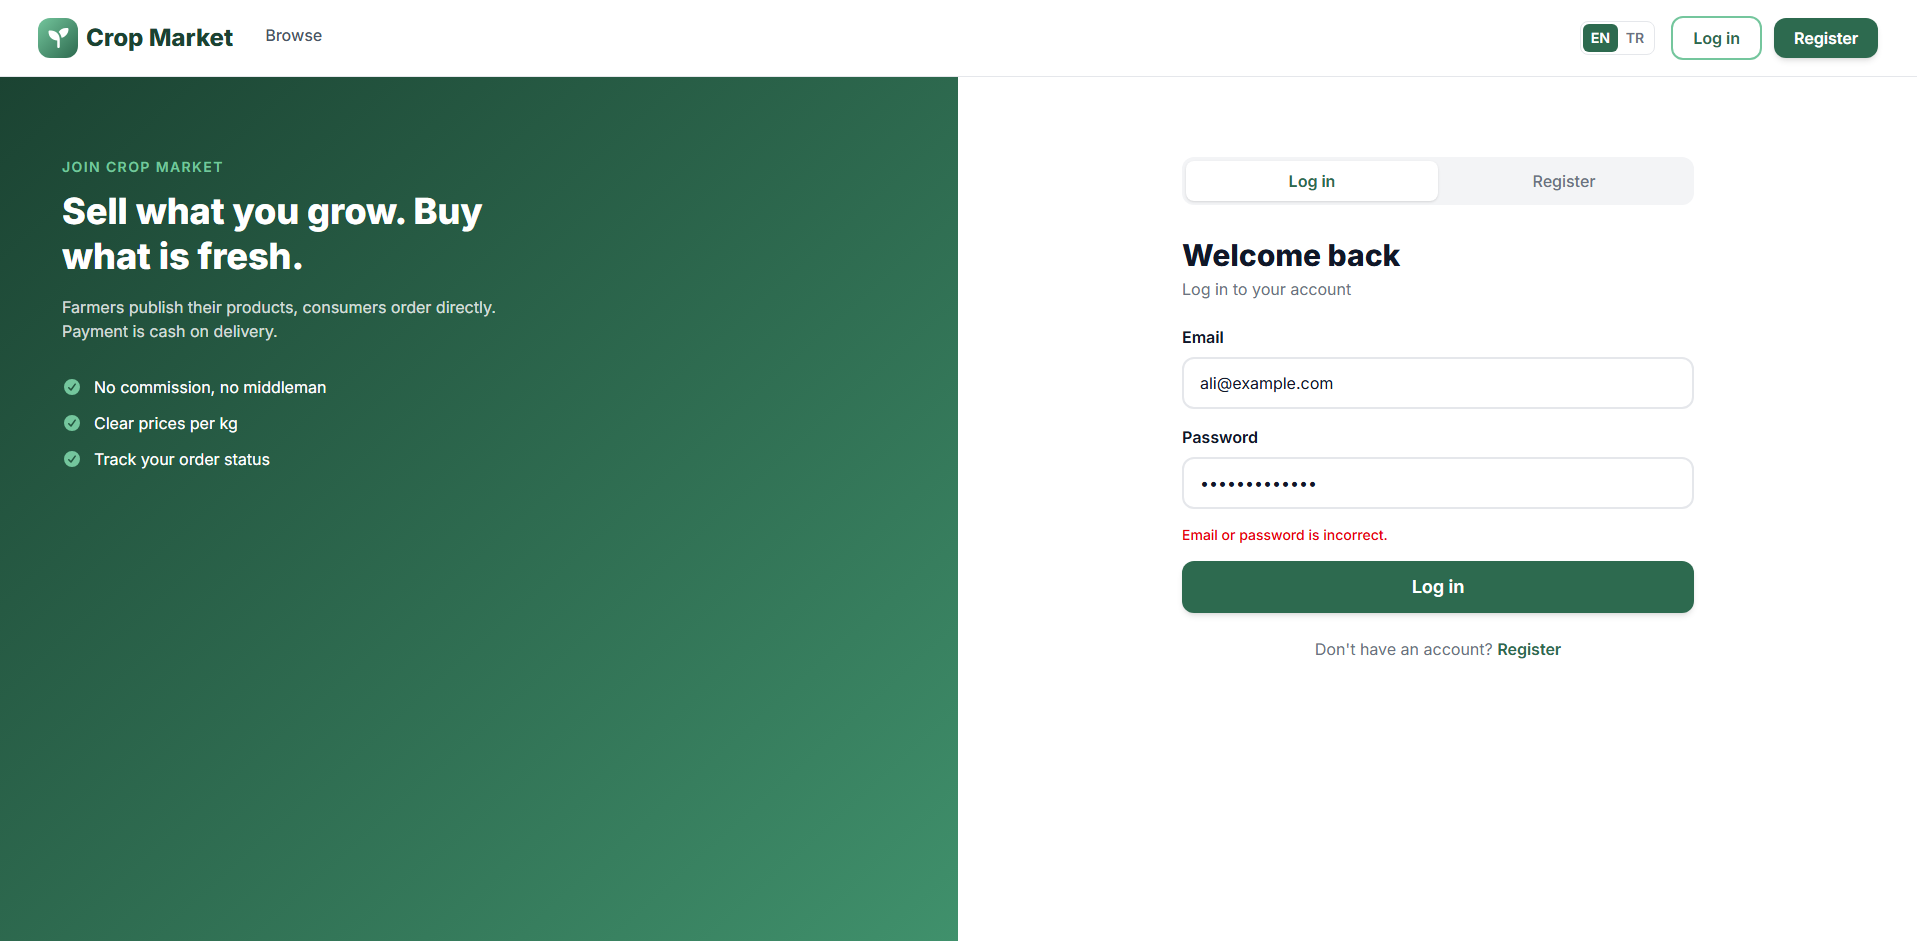 Crop Market
Browse
EN TR
Log in
Register
JOIN CROP MARKET
Sell what you grow. Buy
what is fresh.
Farmers publish their products, consumers order directly.
Payment is cash on delivery.
No commission, no middleman
Clear prices per kg
Track your order status
Log in
Register
Welcome back
Log in to your account
Email
ali@example.com
Password
•••••••••••••
Email or password is incorrect.
Log in
Don't have an account? Register